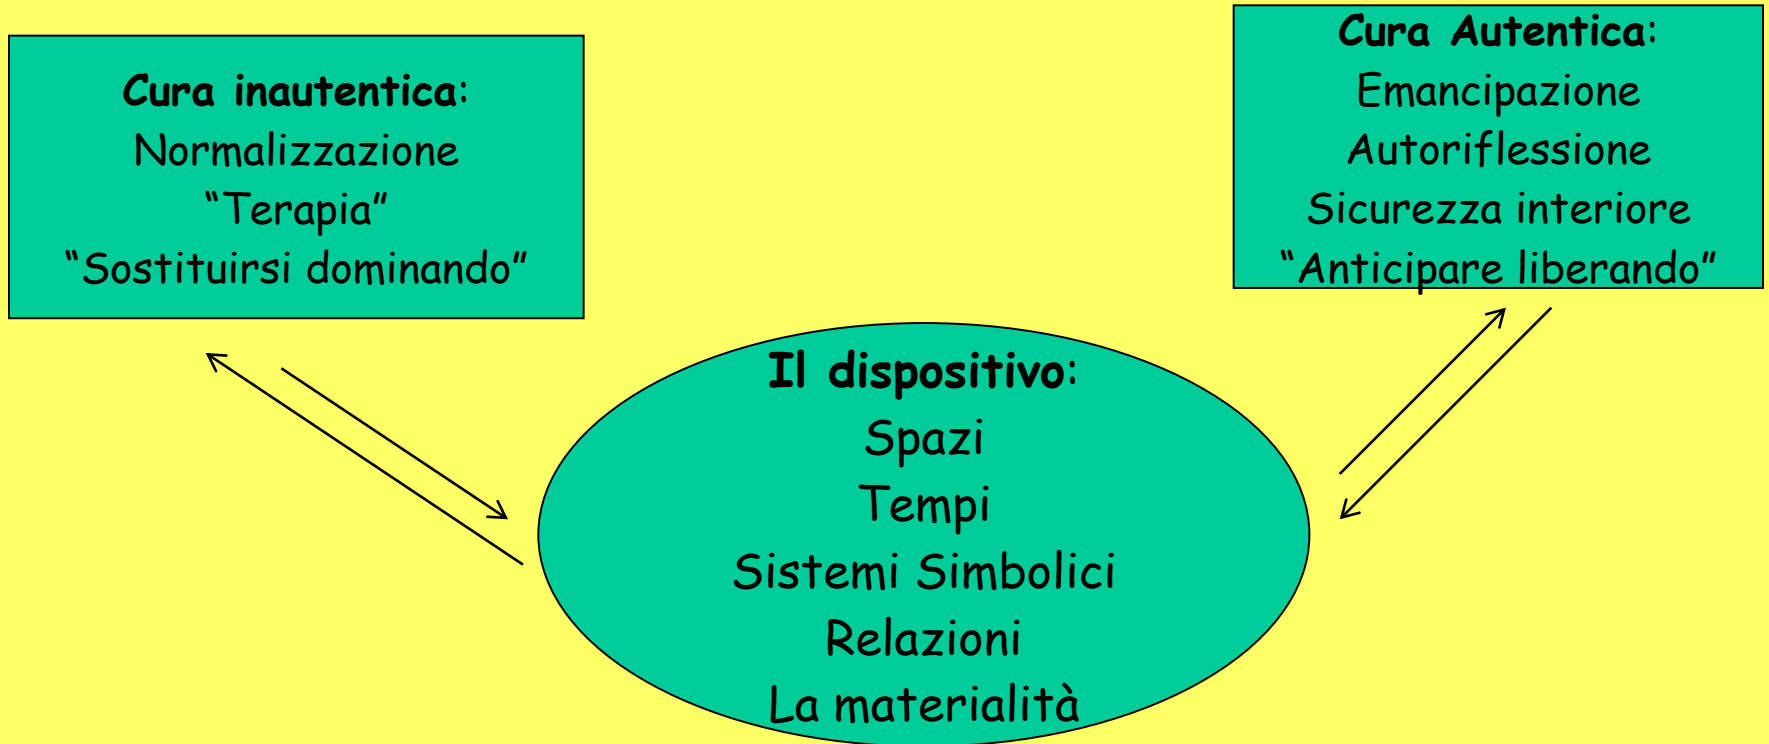 Cura inautentica:
Normalizzazione
“Terapia”
“Sostituirsi dominando”
Cura Autentica:
Emancipazione
Autoriflessione
Sicurezza interiore
“Anticipare liberando”
Il dispositivo:
Spazi
Tempi
Sistemi Simbolici
Relazioni
La materialità